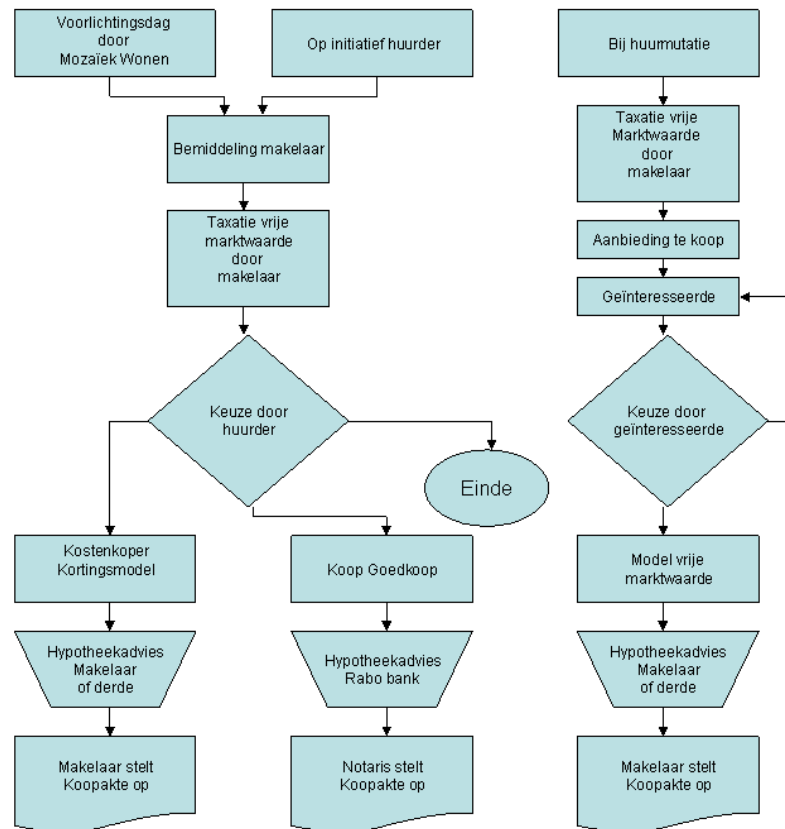 Voorlichtingsdag
door
Mozaïek Wonen
Op initiatief huurder
Bij huurmutatie
Bemiddeling makelaar
Taxatie vrije
marktwaarde
door
makelaar
Taxatie vrije
Marktwaarde
door
makelaar
Aanbieding te koop
Geïnteresseerde
Keuze door
huurder
Einde
Keuze door
geïnteresseerde
Kostenkoper
Kortingsmodel
Koop Goedkoop
Model vrije
marktwaarde
Hypotheekadvies
Makelaar
of derde
Hypotheekadvies
Rabo bank
Hypotheekadvies
Makelaar
of derde
Makelaar stelt
Koopakte op
Notaris stelt
Koopakte op
Makelaar stelt
Koopakte op